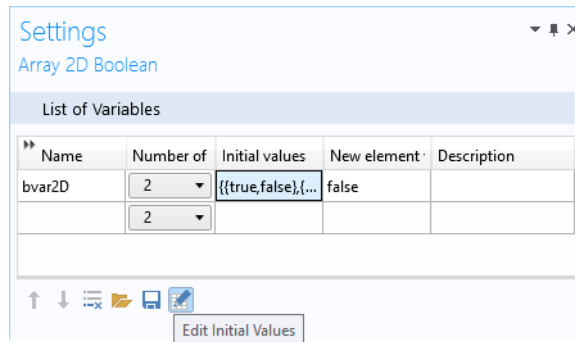 Settings
Array 2D Boolean
List of Variables
Name Number of Initial values New element Description
bvar2D 2 {{true,false},{... false
2
Edit Initial Values